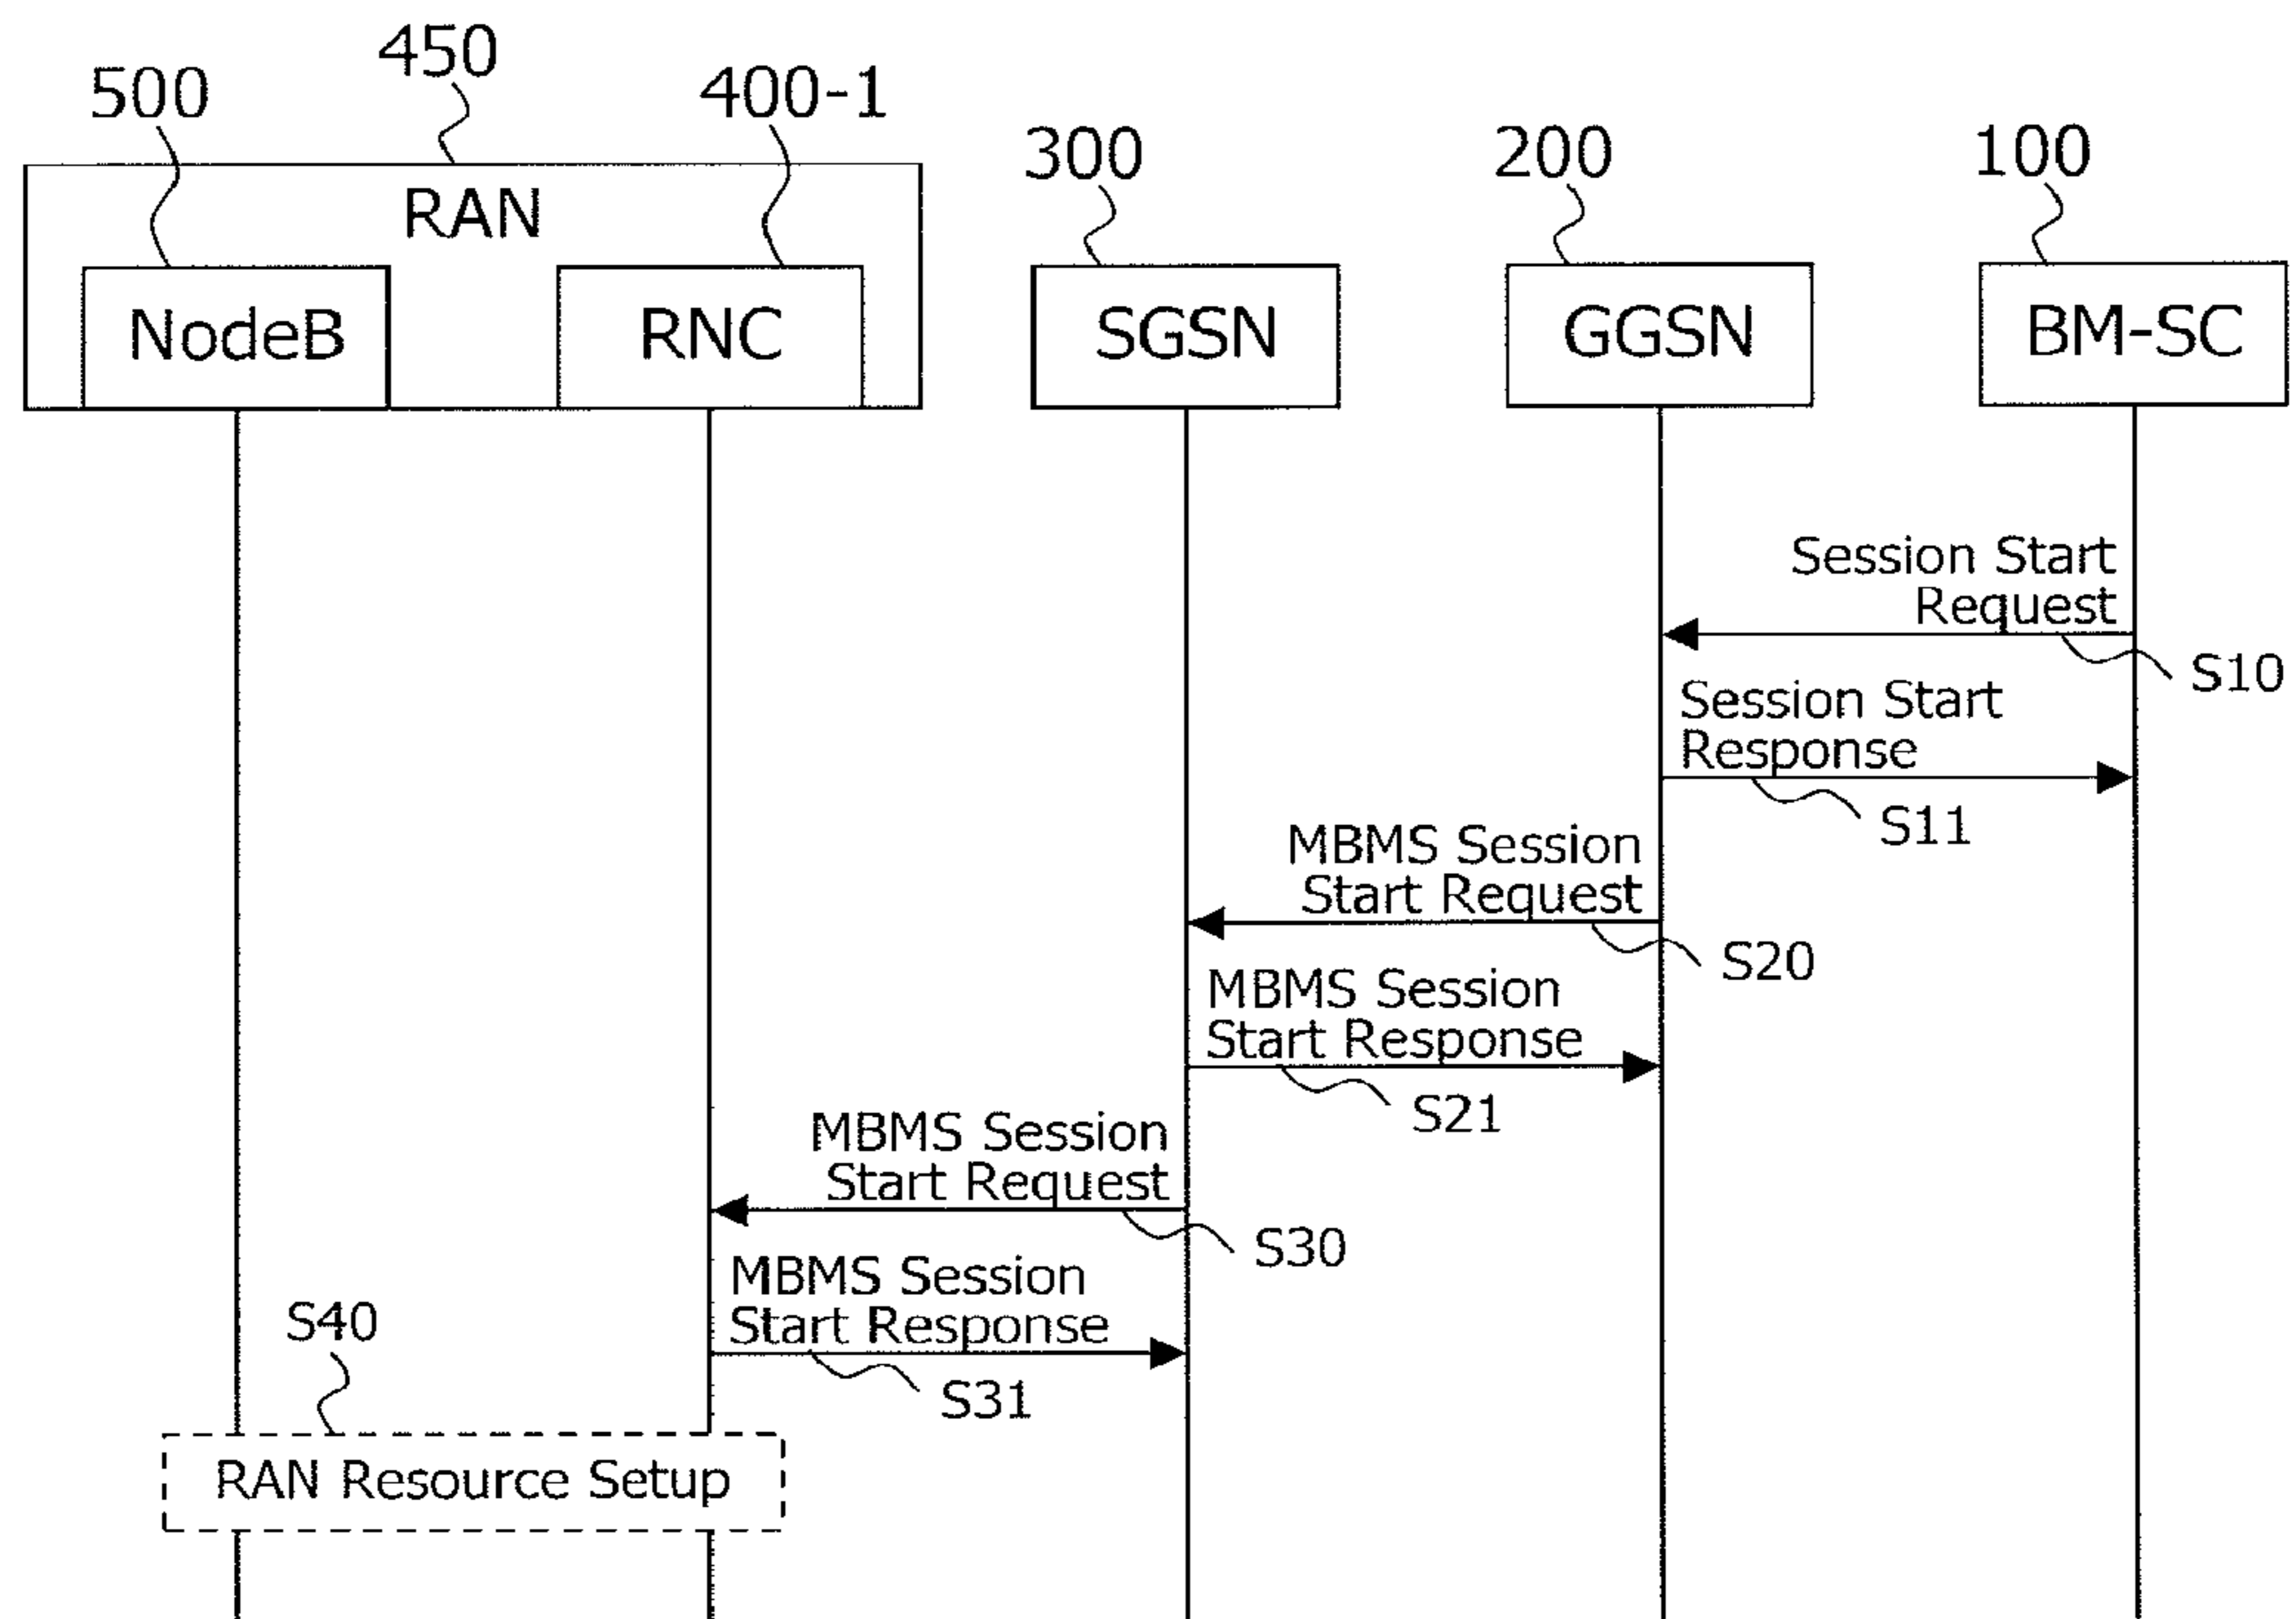 450
500
400-1
300
200
100
RAN
NodeB
RNC
SGSN
GGSN
BM-SC
Session Start
Request
S10
Session Start
Response
S11
MBMS Session
Start Request
S20
MBMS Session
Start Response
S21
MBMS Session
Start Request
S30
MBMS Session
Start Response
S31
S40
RAN Resource Setup